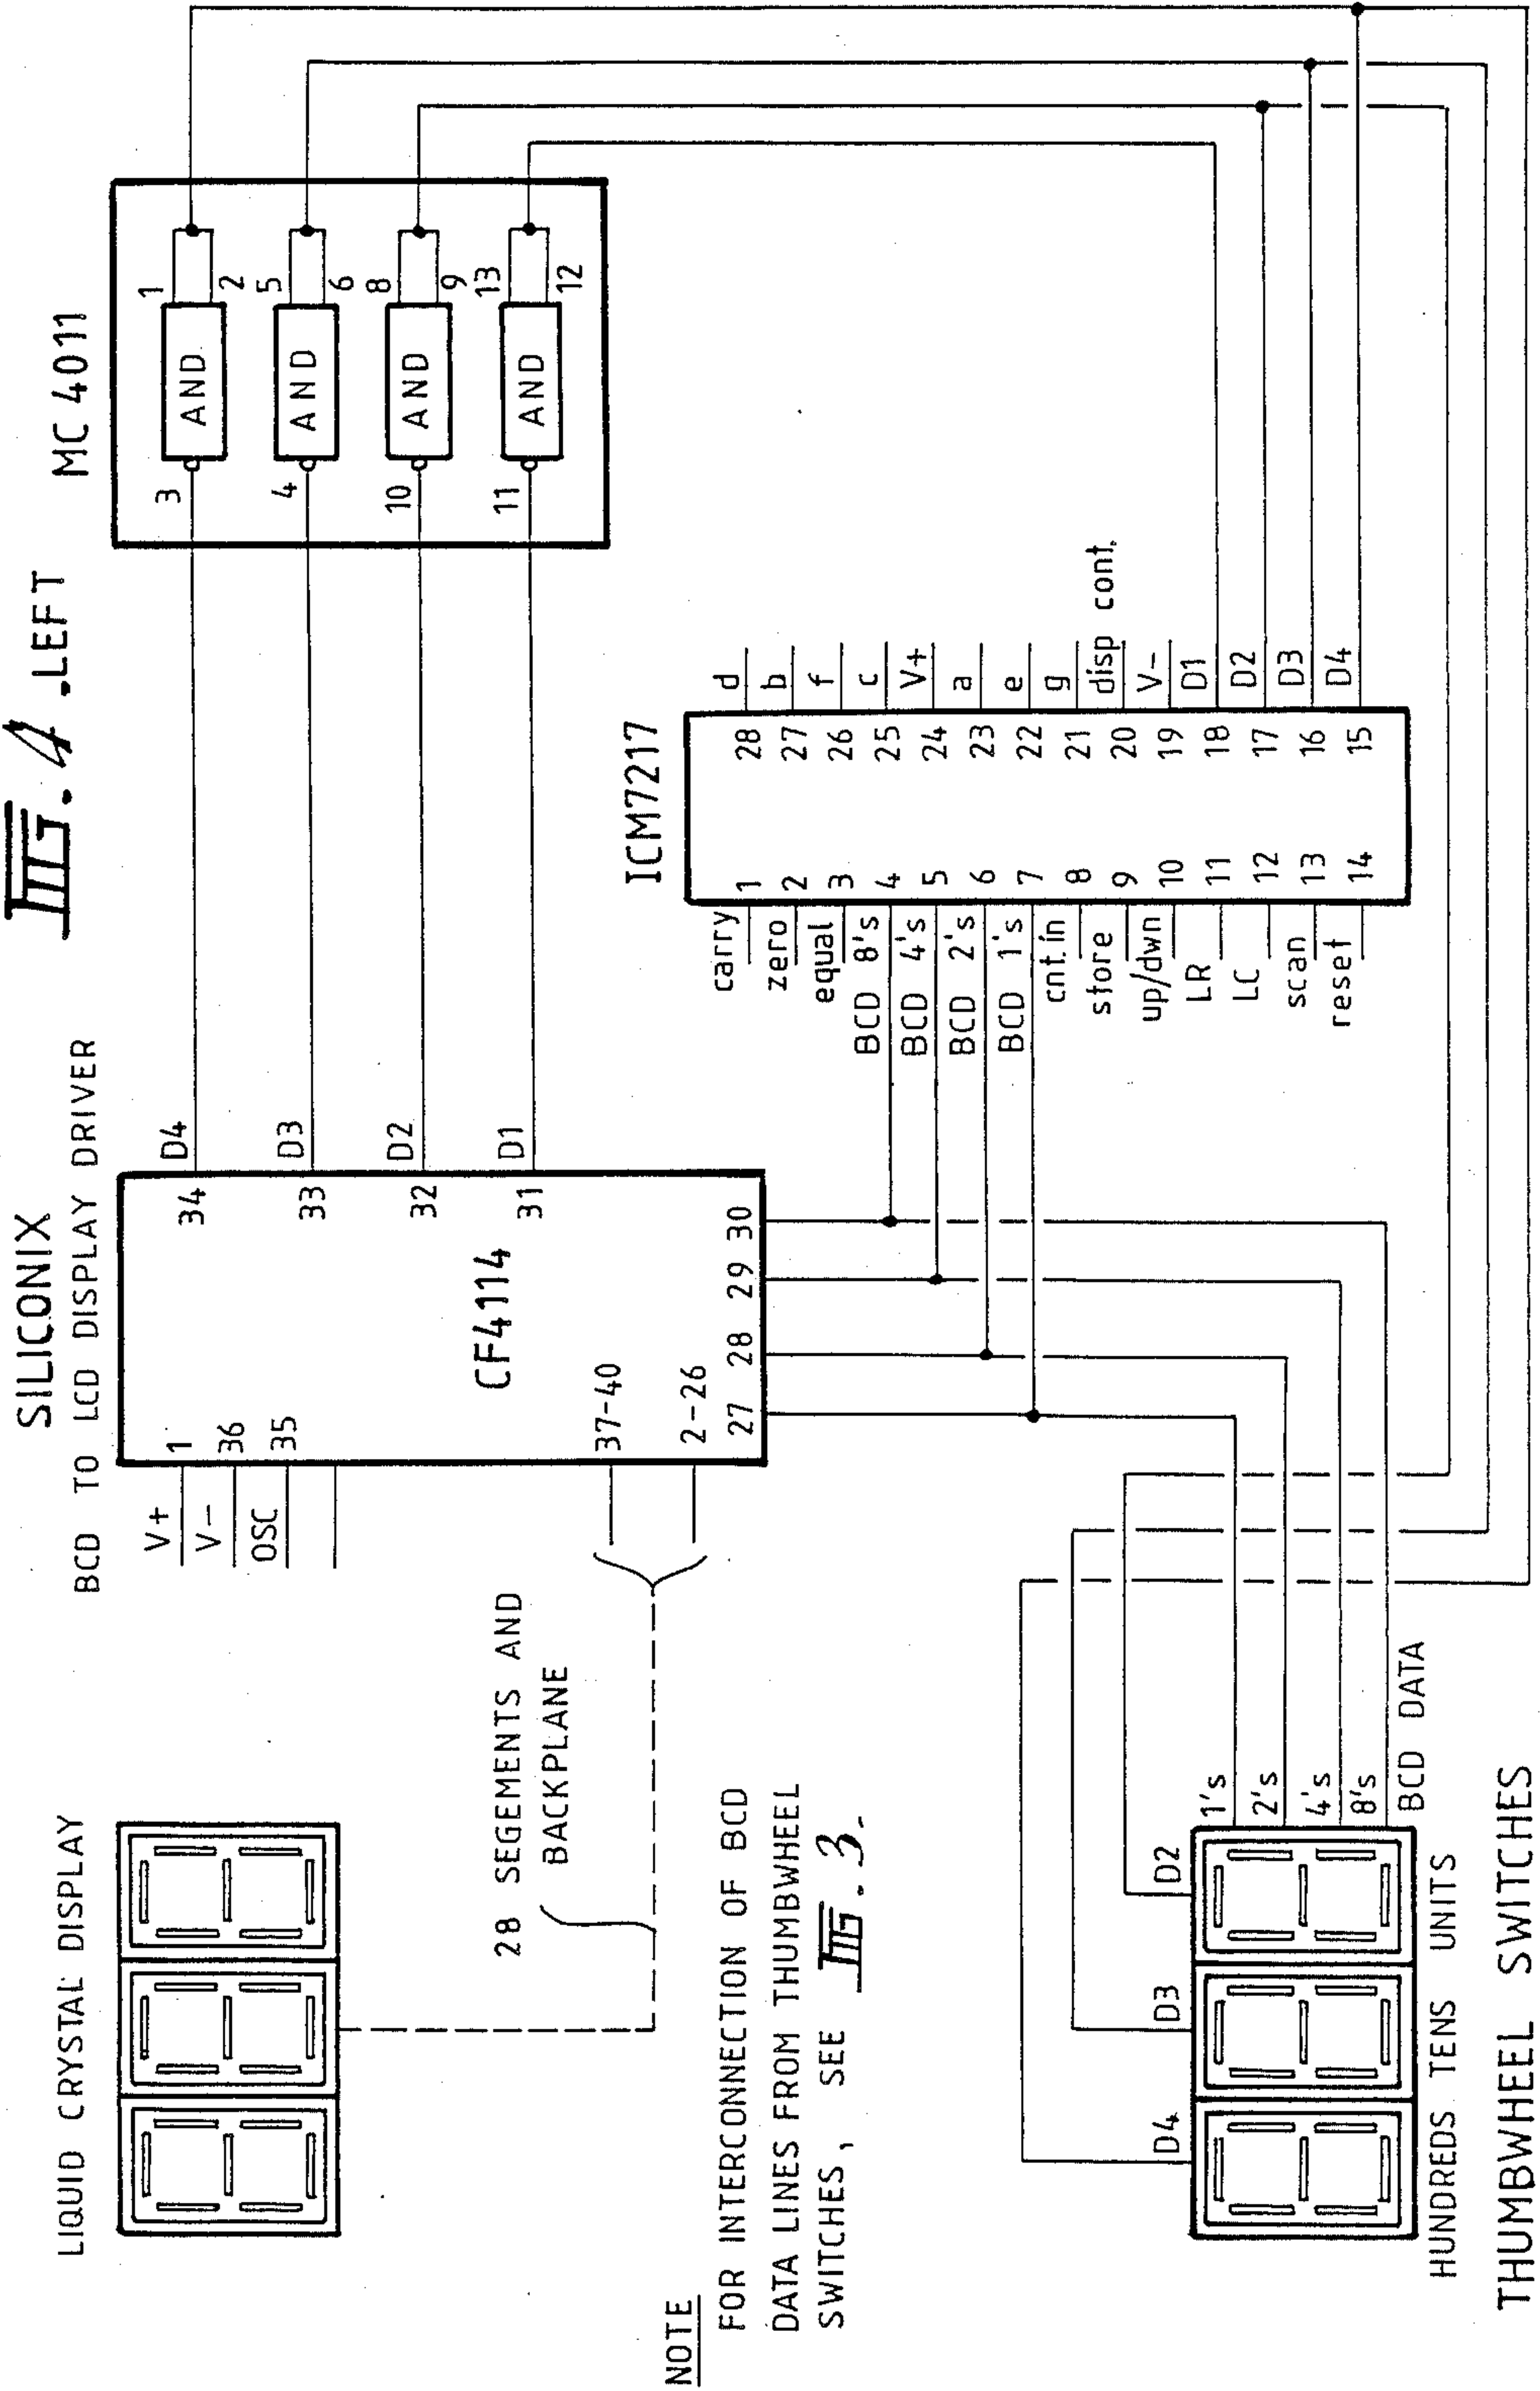 FIG. 4 - LEFT
SILICONIX
BCD TO LCD DISPLAY DRIVER
MC 4011
LIQUID CRYSTAL DISPLAY
V+
V-
OSC
1
36
35
37-40
2-26
CF4114
34
33
32
31
D4
D3
D2
D1
27
28
29
30
3
4
10
11
AND
AND
AND
AND
1
2
5
6
8
9
13
12
28 SEGEMENTS AND
BACKPLANE
NOTE
FOR INTERCONNECTION OF BCD
DATA LINES FROM THUMBWHEEL
SWITCHES, SEE FIG. 3.
ICM7217
carry 1
zero 2
equal 3
BCD 8's 4
BCD 4's 5
BCD 2's 6
BCD 1's 7
cnt.in 8
store 9
up/dwn 10
LR 11
LC 12
scan 13
reset 14
28 d
27 b
26 f
25 c
24 V+
23 a
22 e
21 g
20 disp cont.
19 V-
18 D1
17 D2
16 D3
15 D4
D4
D3
D2
1's
2's
4's
8's
BCD DATA
HUNDREDS TENS UNITS
THUMBWHEEL SWITCHES